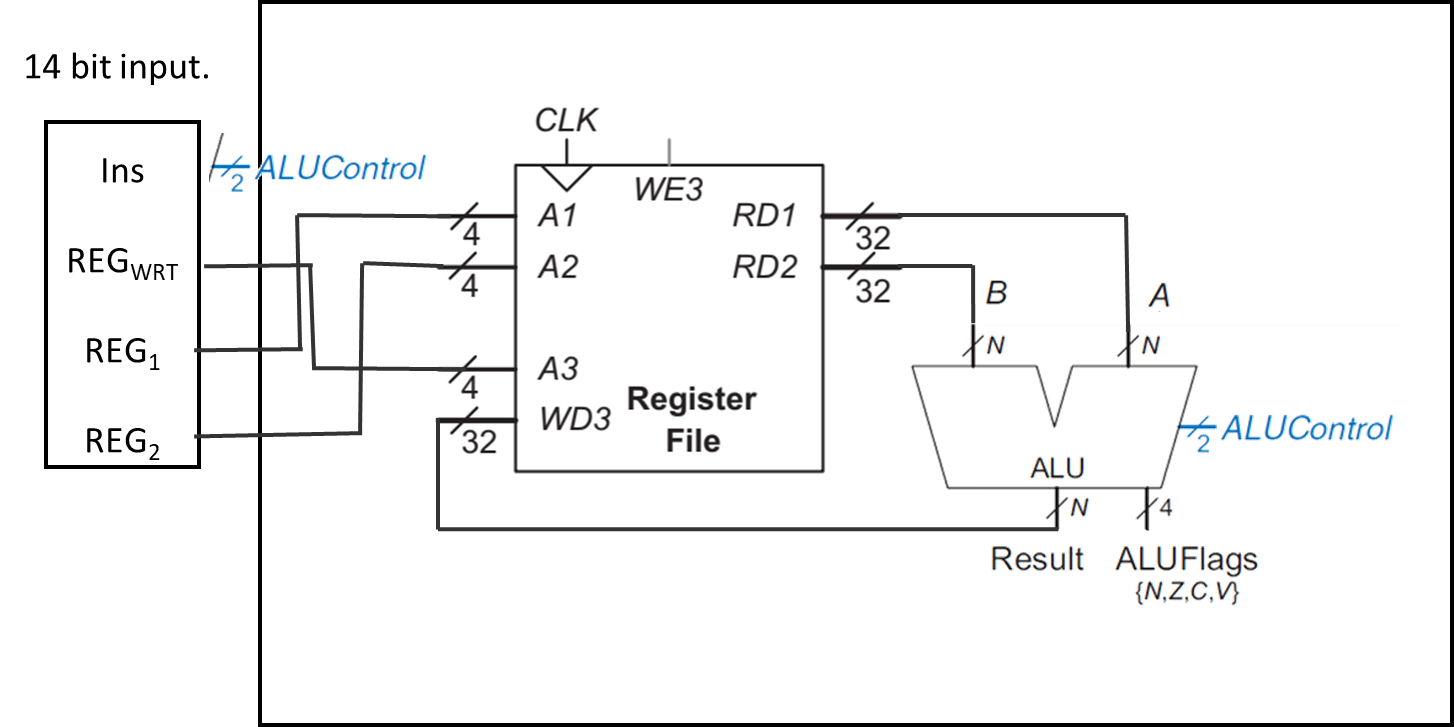 14 bit input.
Ins
REGWRT
REG1
REG2
2 ALUControl
CLK
WE3
A1
4
A2
4
A3
4
WD3
32
RD1
32
RD2
32
Register
File
B
A
N
N
ALU
2 ALUControl
N
4
Result ALUFlags
{N,Z,C,V}